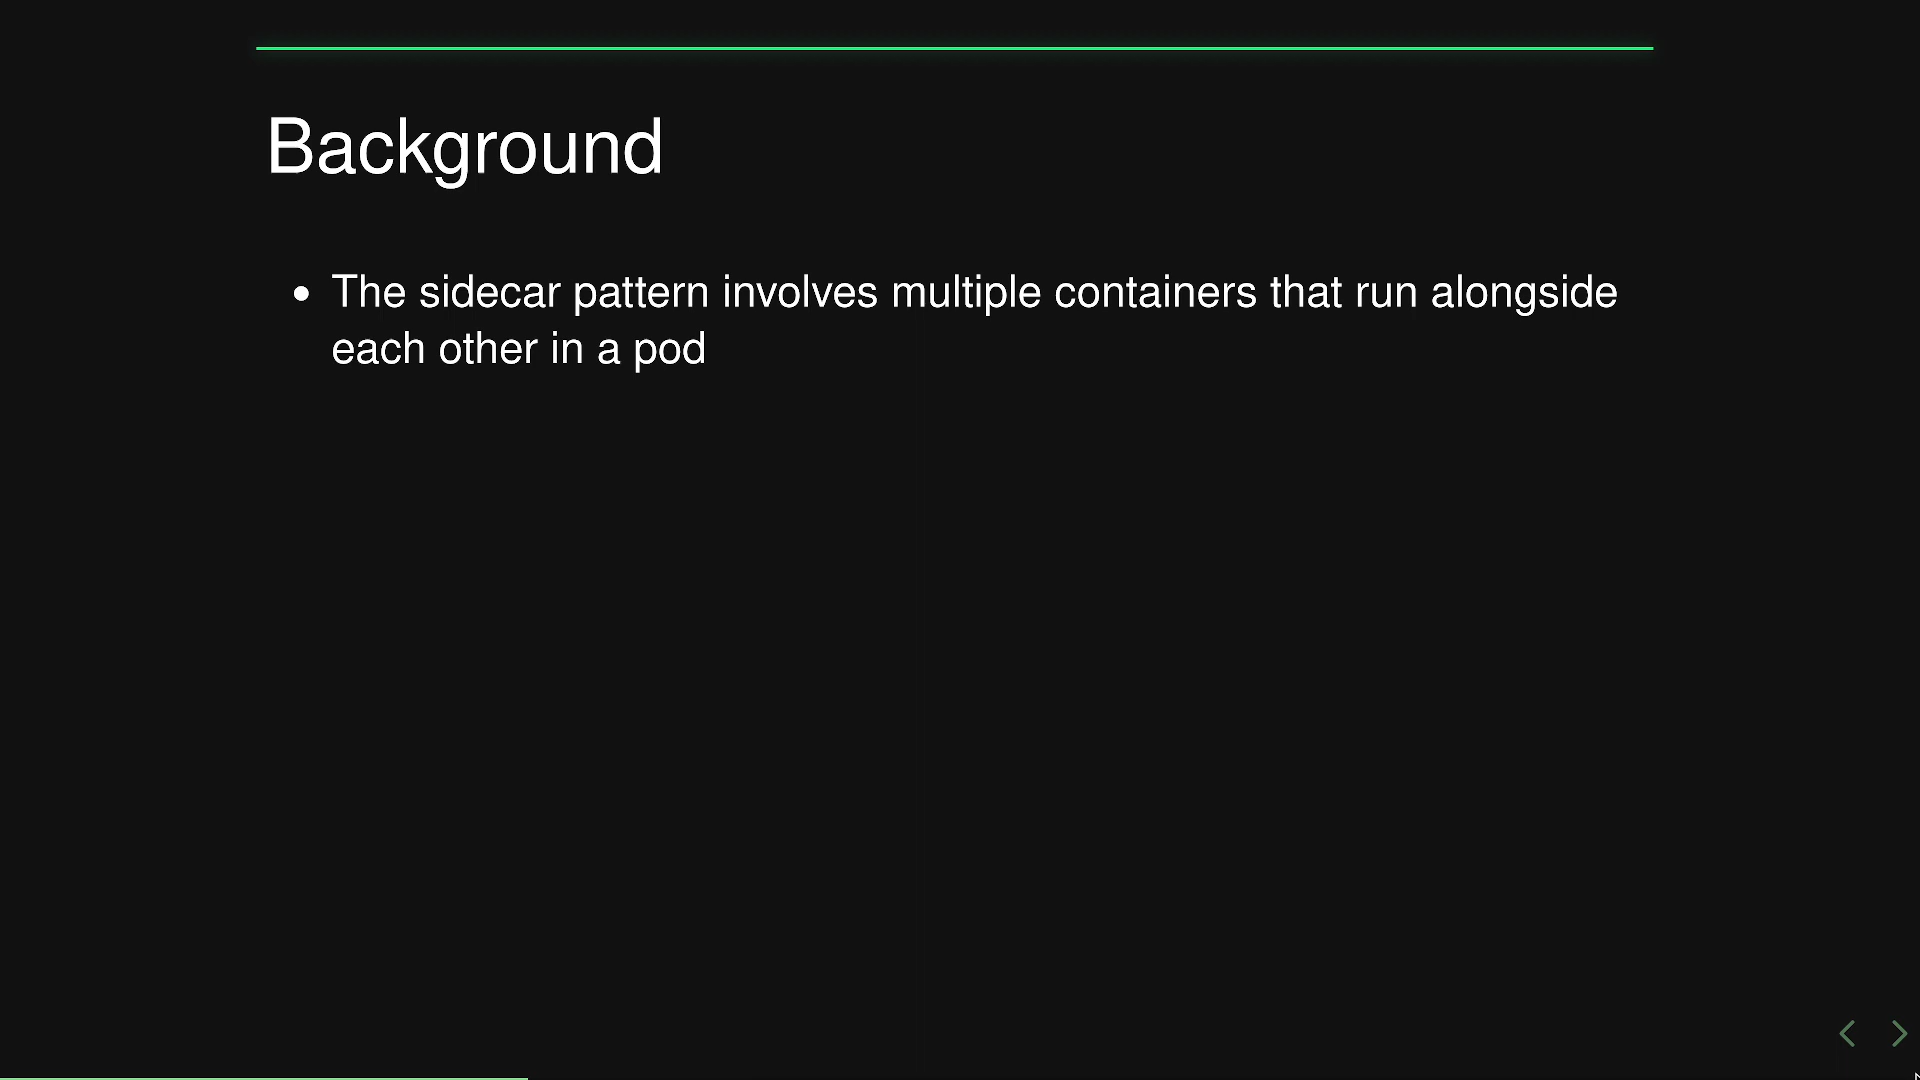 Background
• The sidecar pattern involves multiple containers that run alongside
each other in a pod